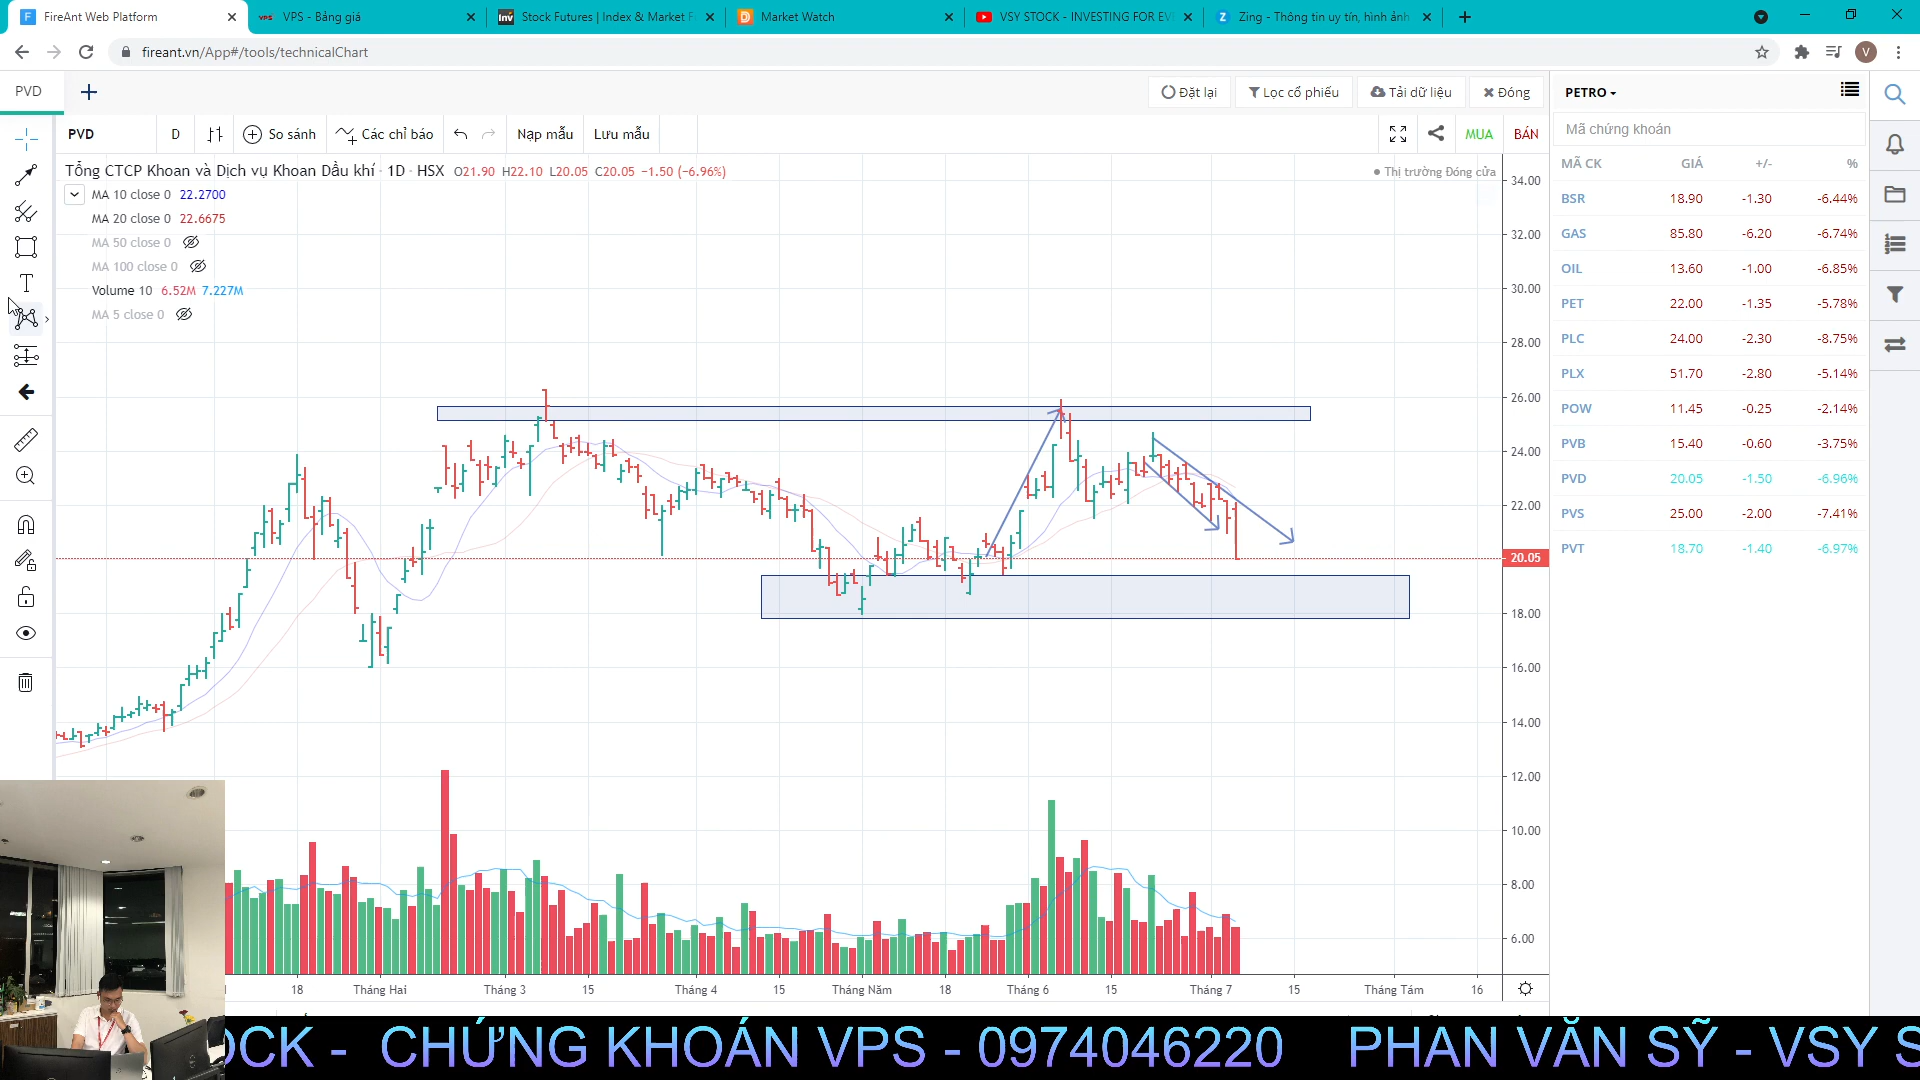 FireAnt Web Platform
VPS - Bảng giá
Stock Futures | Index & Market F
Market Watch
VSY STOCK - INVESTING FOR EV
Zing - Thông tin uy tín, hình ảnh
fireant.vn/App#/tools/technicalChart
V
PVD
Đặt lại
Lọc cổ phiếu
Tải dữ liệu
Đóng
PETRO
PVD
D
So sánh
Các chỉ báo
Nạp mẫu
Lưu mẫu
MUA
BÁN
Mã chứng khoán
Tổng CTCP Khoan và Dịch vụ Khoan Dầu khí · 1D · HSX O21.90 H22.10 L20.05 C20.05 −1.50 (−6.96%)
Thị trường Đóng cửa
MA 10 close 0 22.2700
MA 20 close 0 22.6675
MA 50 close 0
MA 100 close 0
Volume 10 6.52M 7.227M
MA 5 close 0
34.00
32.00
30.00
28.00
26.00
24.00
22.00
20.05
18.00
16.00
14.00
12.00
10.00
8.00
6.00
MÃ CK GIÁ +/- %
BSR 18.90 -1.30 -6.44%
GAS 85.80 -6.20 -6.74%
OIL 13.60 -1.00 -6.85%
PET 22.00 -1.35 -5.78%
PLC 24.00 -2.30 -8.75%
PLX 51.70 -2.80 -5.14%
POW 11.45 -0.25 -2.14%
PVB 15.40 -0.60 -3.75%
PVD 20.05 -1.50 -6.96%
PVS 25.00 -2.00 -7.41%
PVT 18.70 -1.40 -6.97%
18 Tháng Hai Tháng 3 15 Tháng 4 15 Tháng Năm 18 Tháng 6 15 Tháng 7 15 Tháng Tám 16
OCK - CHỨNG KHOÁN VPS - 0974046220 PHAN VĂN SỸ - VSY S